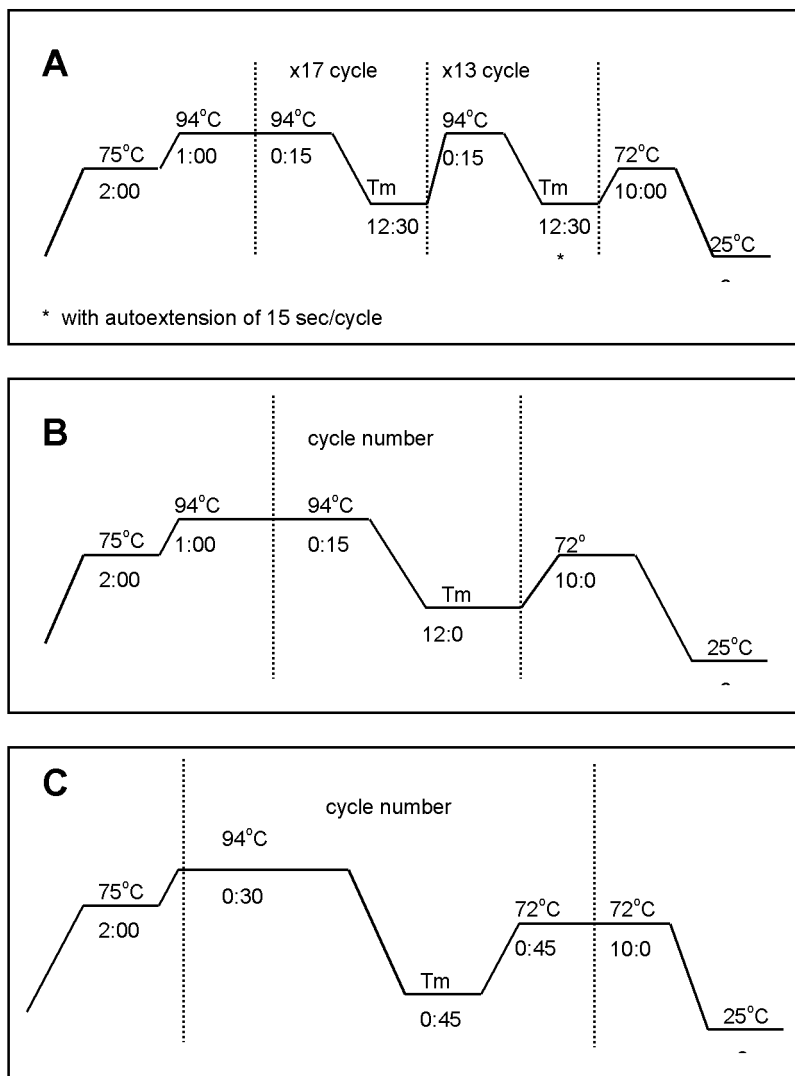 A
x17 cycle x13 cycle
94°C 94°C 94°C
75°C 72°C
1:00 0:15 0:15
2:00 Tm Tm 10:00
12:30 12:30
* 25°C
* with autoextension of 15 sec/cycle
B
cycle number
94°C 94°C
75°C 1:00 0:15 72°
2:00 10:0
Tm
12:0
25°C
C
cycle number
94°C
75°C 0:30 72°C 72°C
2:00 0:45 10:0
Tm
0:45 25°C